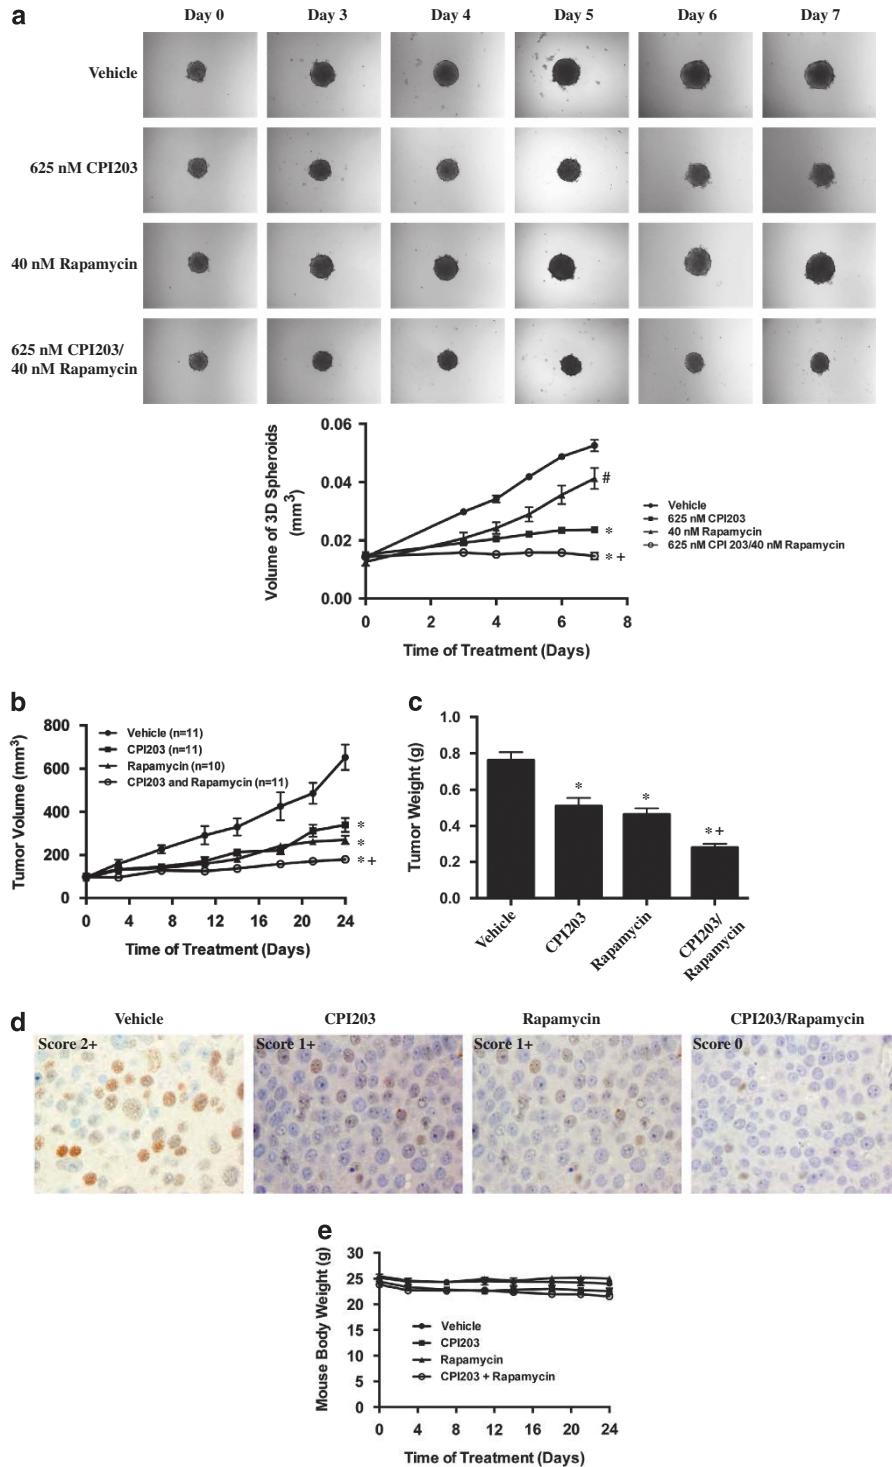 a
Day 0 Day 3 Day 4 Day 5 Day 6 Day 7
Vehicle
625 nM CPI203
40 nM Rapamycin
625 nM CPI203/
40 nM Rapamycin
Volume of 3D Spheroids
(mm3)
0.06
0.04
0.02
0.00
#
*
* +
Vehicle
625 nM CPI203
40 nM Rapamycin
625 nM CPI 203/40 nM Rapamycin
0 2 4 6 8
Time of Treatment (Days)
b
Tumor Volume (mm3)
800
600
400
200
0
Vehicle (n=11)
CPI203 (n=11)
Rapamycin (n=10)
CPI203 and Rapamycin (n=11)
*
*
* +
0 4 8 12 16 20 24
Time of Treatment (Days)
c
Tumor Weight (g)
1.0
0.8
0.6
0.4
0.2
0.0
*
*
* +
Vehicle
CPI203
Rapamycin
CPI203/
Rapamycin
d
Vehicle CPI203 Rapamycin CPI203/Rapamycin
Score 2+ Score 1+ Score 1+ Score 0
e
Mouse Body Weight (g)
30
25
20
15
10
5
0
Vehicle
CPI203
Rapamycin
CPI203 + Rapamycin
0 4 8 12 16 20 24
Time of Treatment (Days)